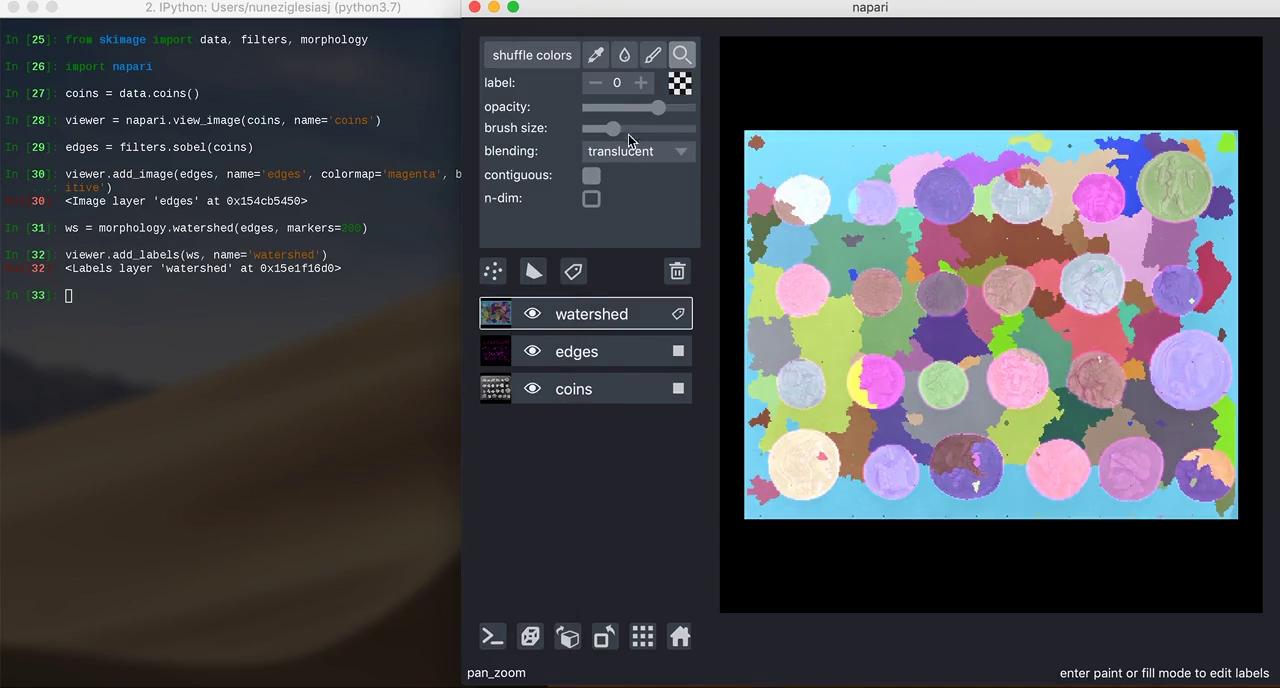 2. IPython: Users/nuneziglesiasj (python3.7)
In [25]: from skimage import data, filters, morphology
In [26]: import napari
In [27]: coins = data.coins()
In [28]: viewer = napari.view_image(coins, name='coins')
In [29]: edges = filters.sobel(coins)
In [30]: viewer.add_image(edges, name='edges', colormap='magenta', b
...: itive')
30: <Image layer 'edges' at 0x154cb5450>
In [31]: ws = morphology.watershed(edges, markers=200)
In [32]: viewer.add_labels(ws, name='watershed')
32: <Labels layer 'watershed' at 0x15e1f16d0>
In [33]:
napari
shuffle colors
label: 0
opacity:
brush size:
blending: translucent
contiguous:
n-dim:
watershed
edges
coins
pan_zoom
enter paint or fill mode to edit labels